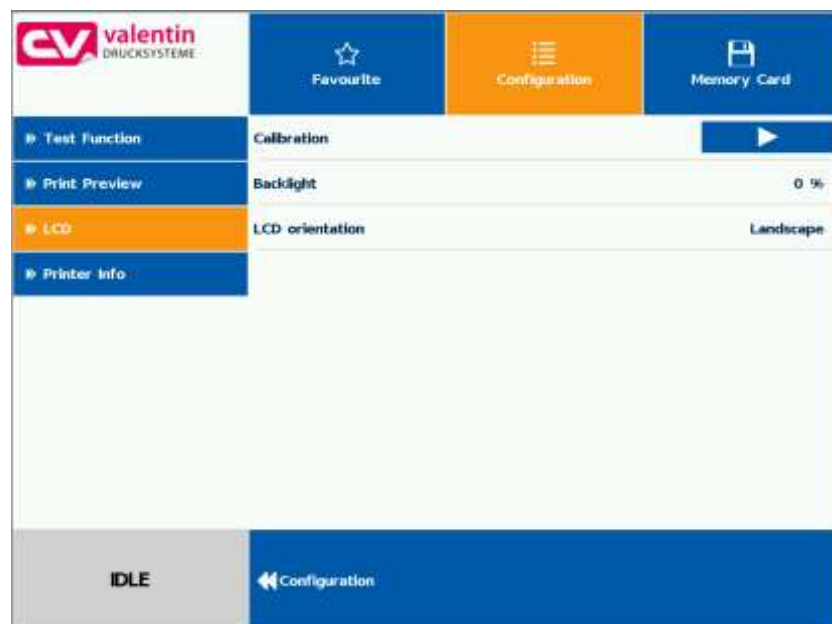 CV valentin
DRUCKSYSTEME
Favourite
Configuration
Memory Card
Test Function
Calibration
Print Preview
Backlight
0 %
LCD
LCD orientation
Landscape
Printer Info
IDLE
Configuration